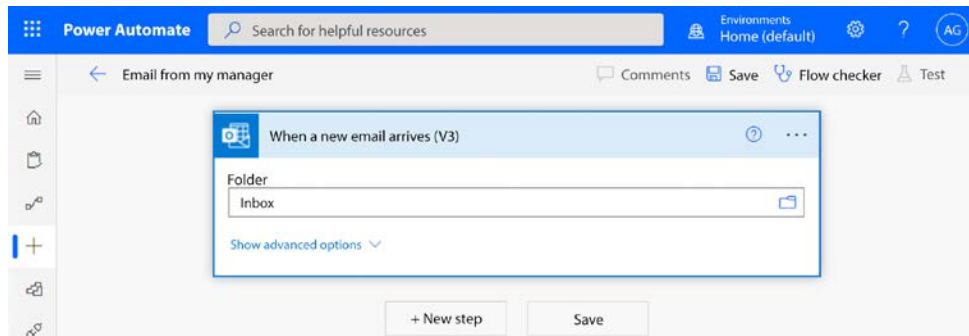 Power Automate
Search for helpful resources
Environments
Home (default)
?
AG
Email from my manager
Comments
Save
Flow checker
Test
When a new email arrives (V3)
?
...
Folder
Inbox
Show advanced options
+ New step
Save